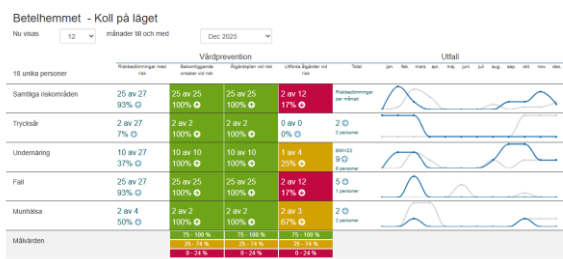 Betelhemmet - Koll på läget
Nu visas 12 månader till och med Dec 2025
Vårdprevention Utfall
18 unika personer Riskbedömningar med risk Bakomliggande orsaker vid risk Åtgärdsplan vid risk Utförda åtgärder vid risk Total jan. feb. mars apr. maj juni juli aug. sep. okt. nov. dec.
Samtliga riskområden 25 av 27 25 av 25 25 av 25 2 av 12 Riskbedömningar per månad
93% 100% 100% 17%
Trycksår 2 av 27 2 av 2 2 av 2 0 av 0 2
7% 100% 100% 0% 2 personer
Undernäring 10 av 27 10 av 10 10 av 10 1 av 4 BMI<22
37% 100% 100% 25% 9
8 personer
Fall 25 av 27 25 av 25 25 av 25 2 av 12 5
93% 100% 100% 17% 1 personer
Munhälsa 2 av 4 2 av 2 2 av 2 2 av 3 2
50% 100% 100% 67% 2 personer
Målvärden 75 - 100 % 75 - 100 % 75 - 100 %
25 - 74 % 25 - 74 % 25 - 74 %
0 - 24 % 0 - 24 % 0 - 24 %